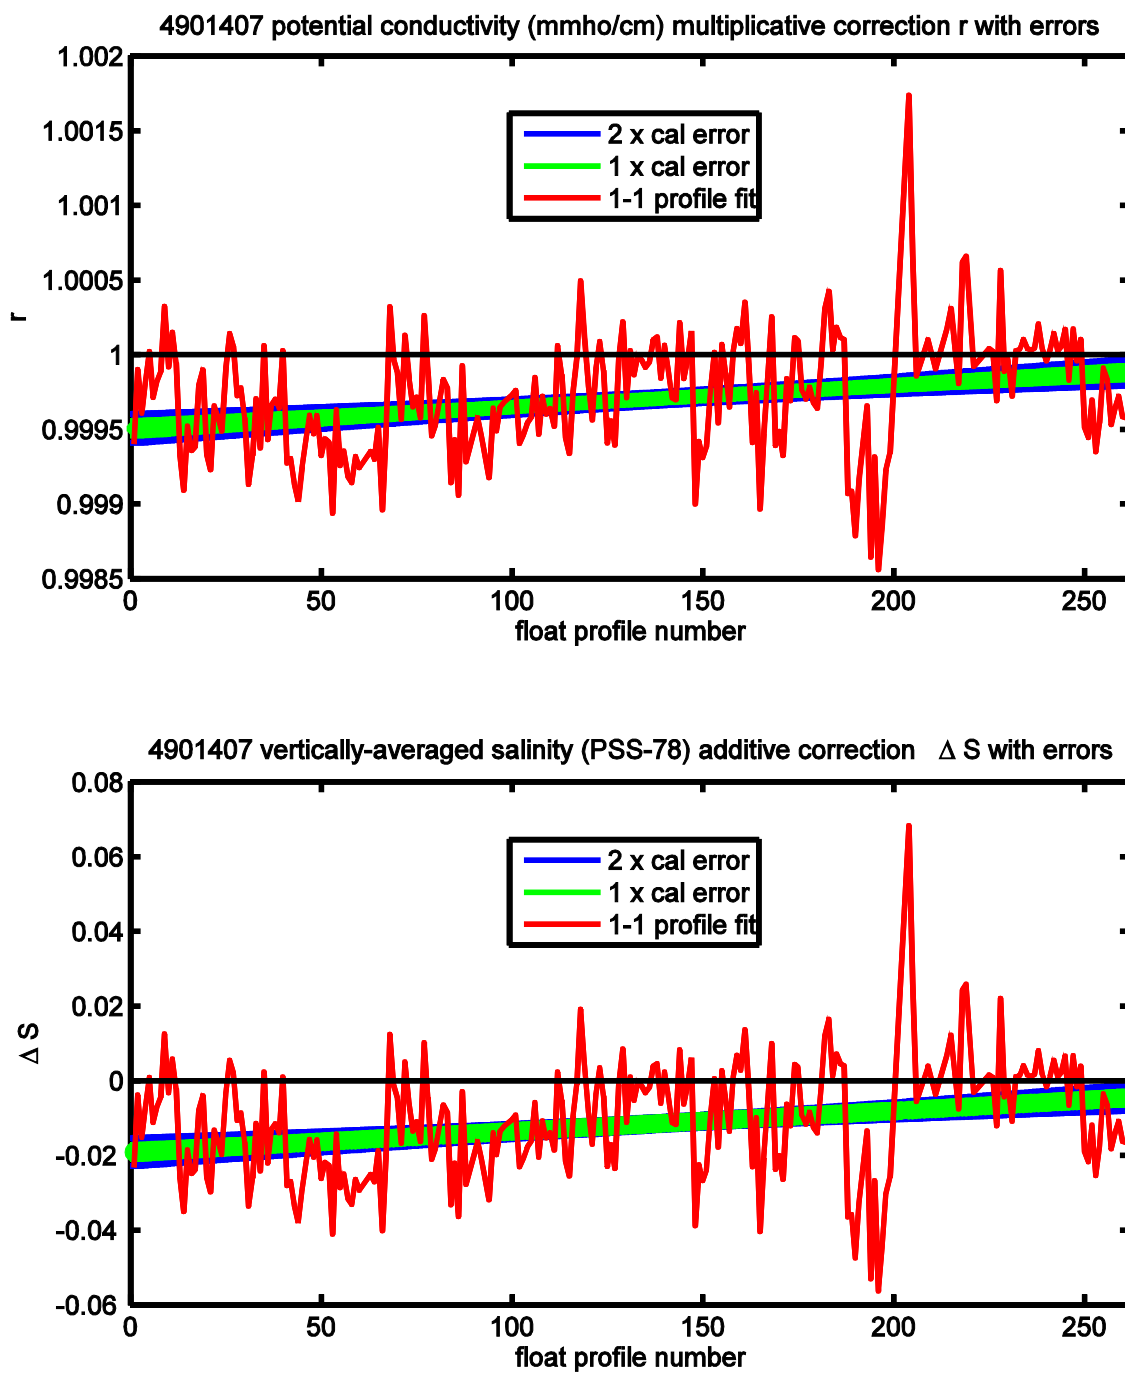 4901407 potential conductivity (mmho/cm) multiplicative correction r with errors
1.002
1.0015
1.001
1.0005
1
0.9995
0.999
0.9985
r
2 x cal error
1 x cal error
1-1 profile fit
0 50 100 150 200 250
float profile number
4901407 vertically-averaged salinity (PSS-78) additive correction Δ S with errors
0.08
0.06
0.04
0.02
0
-0.02
-0.04
-0.06
Δ S
2 x cal error
1 x cal error
1-1 profile fit
0 50 100 150 200 250
float profile number